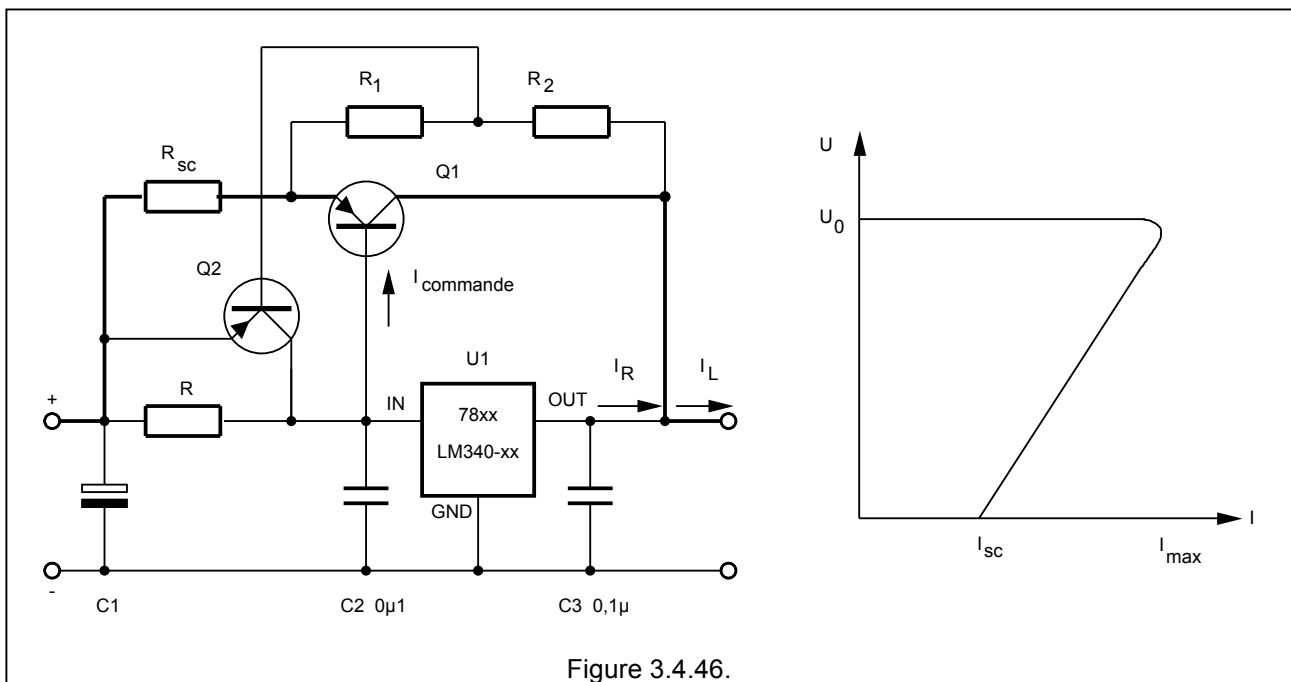 R1 R2
Rsc
Q1
U
U0
Q2
Icommande
U1
IR IL
R
+
IN
OUT
78xx
LM340-xx
GND
I
Isc
Imax
-
C1
C2 0µ1
C3 0,1µ
Figure 3.4.46.